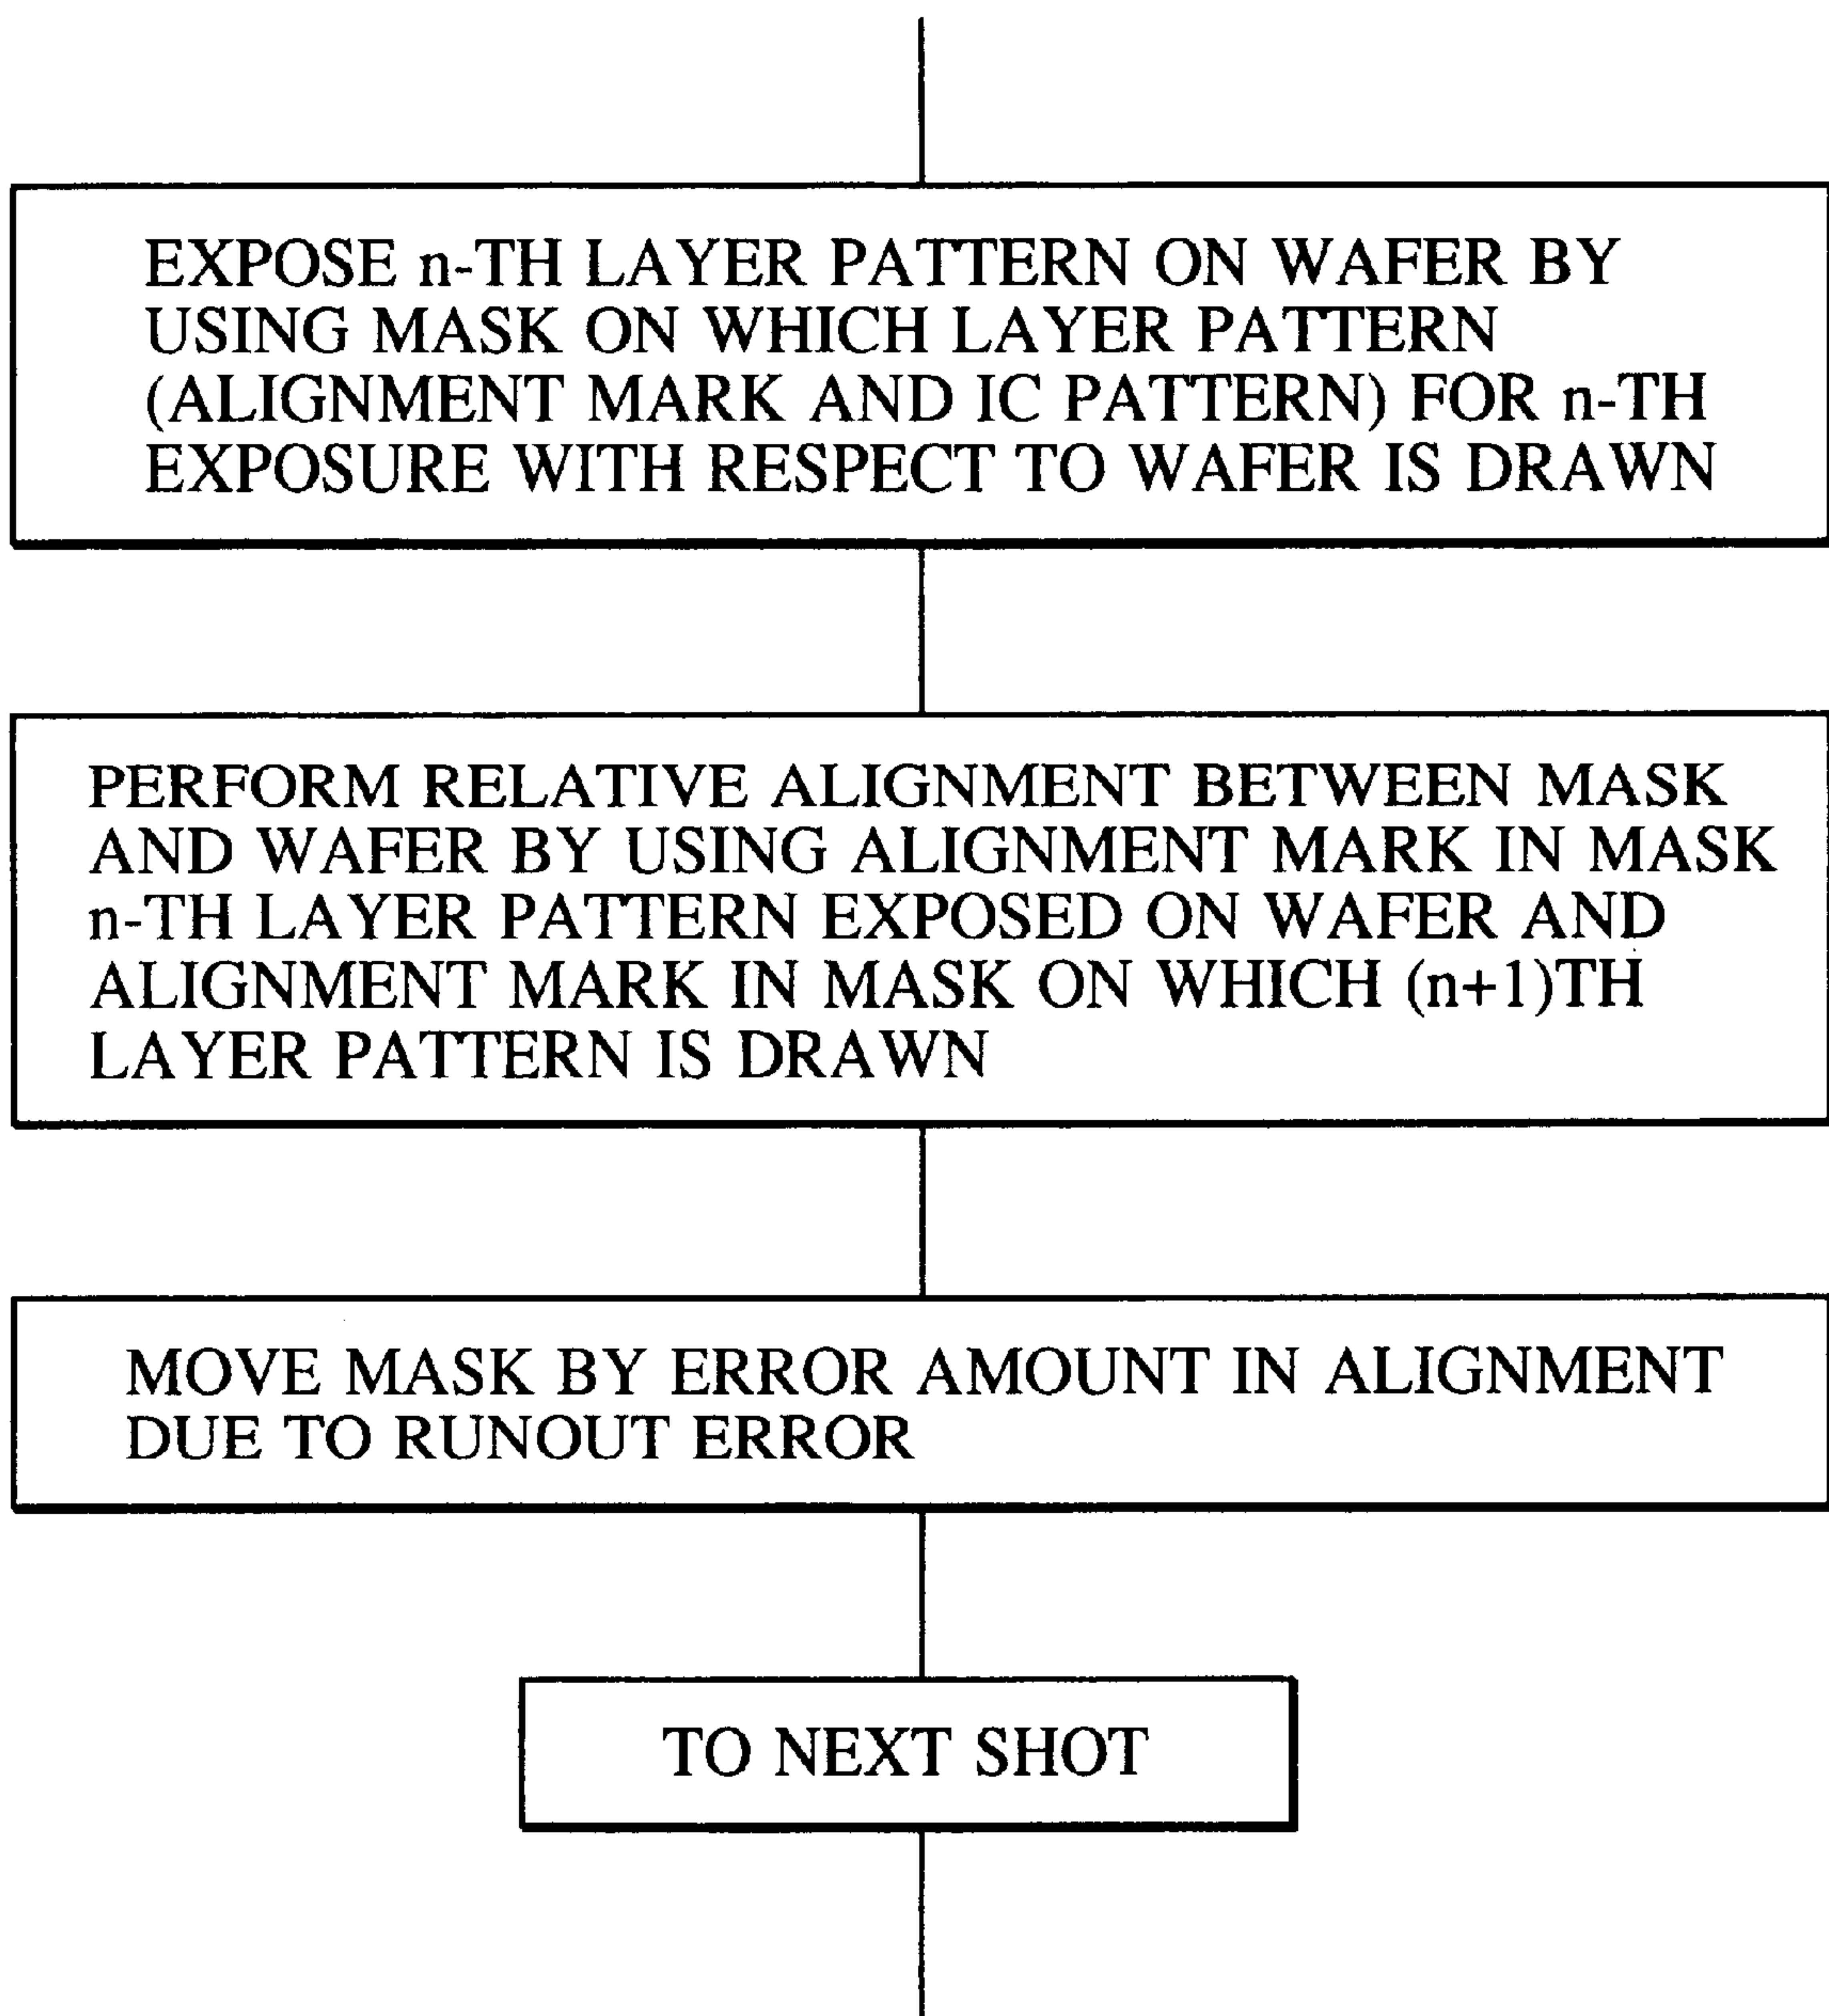 EXPOSE n-TH LAYER PATTERN ON WAFER BY
USING MASK ON WHICH LAYER PATTERN
(ALIGNMENT MARK AND IC PATTERN) FOR n-TH
EXPOSURE WITH RESPECT TO WAFER IS DRAWN
PERFORM RELATIVE ALIGNMENT BETWEEN MASK
AND WAFER BY USING ALIGNMENT MARK IN MASK
n-TH LAYER PATTERN EXPOSED ON WAFER AND
ALIGNMENT MARK IN MASK ON WHICH (n+1)TH
LAYER PATTERN IS DRAWN
MOVE MASK BY ERROR AMOUNT IN ALIGNMENT
DUE TO RUNOUT ERROR
TO NEXT SHOT